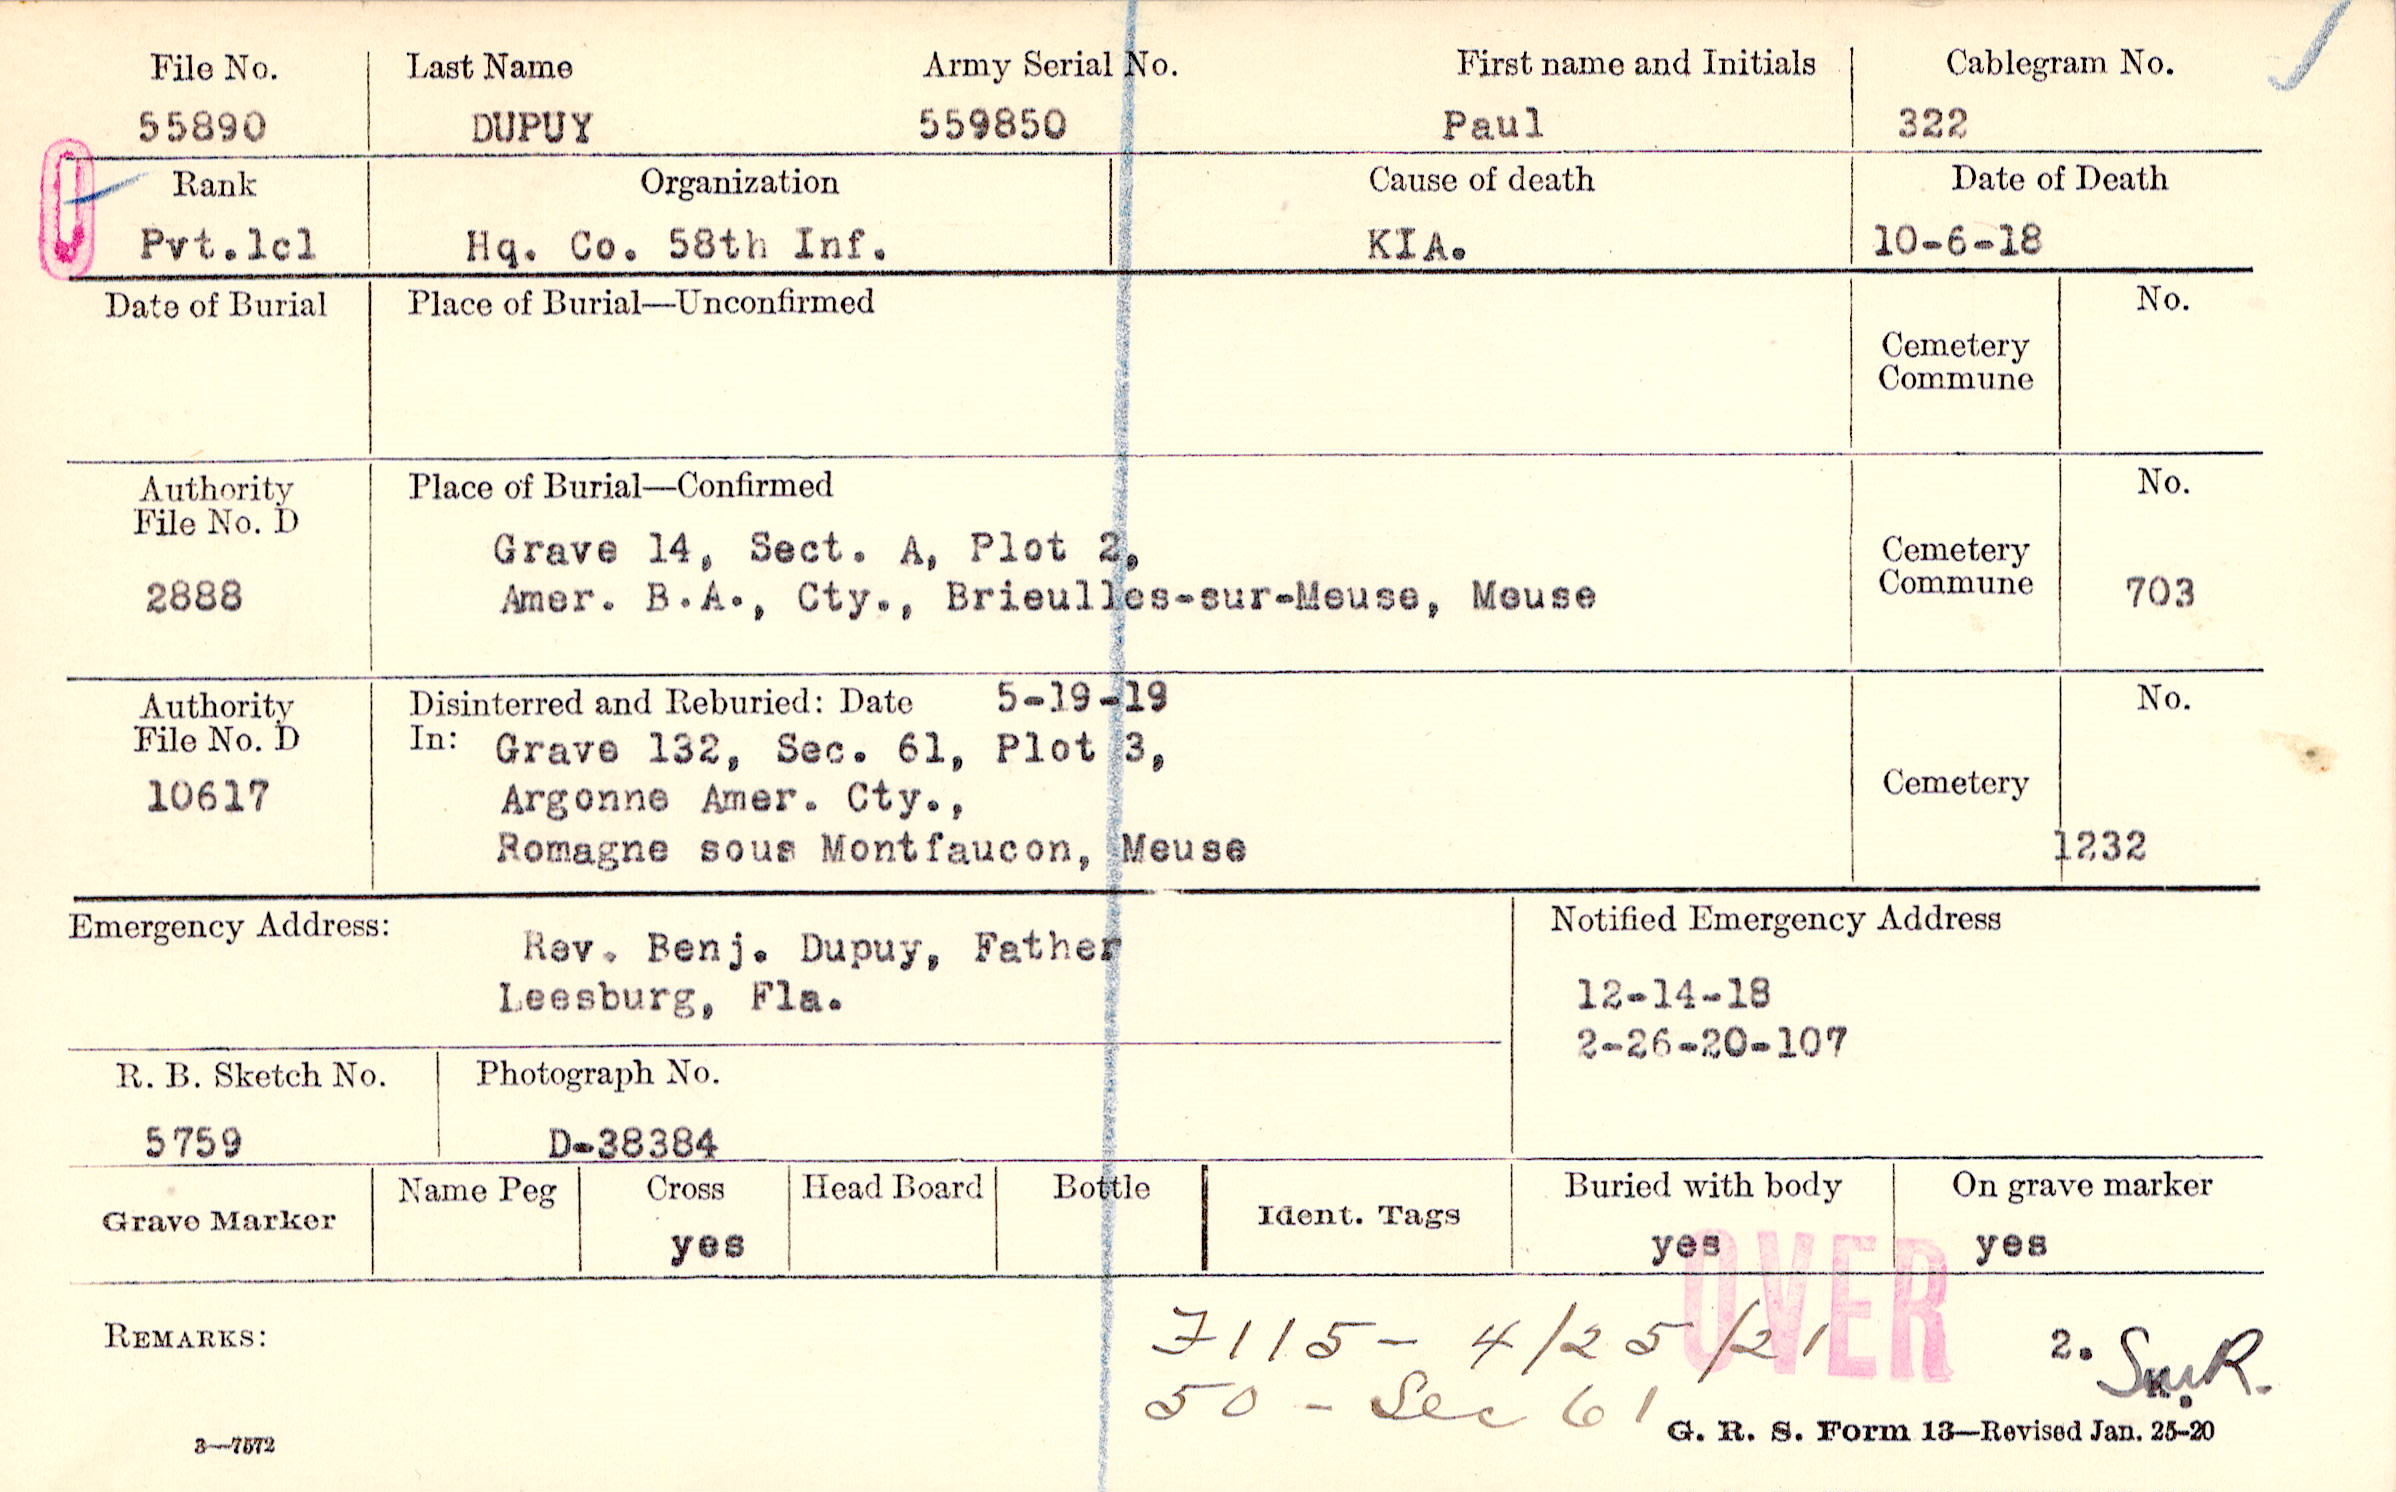 File No. Last Name Army Serial No. First name and Initials Cablegram No.
55890 DUPUY 559850 Paul 322
Rank Organization Cause of death Date of Death
Pvt.1cl Hq. Co. 58th Inf. KIA. 10-6-18
Date of Burial Place of Burial—Unconfirmed No.
Cemetery
Commune
Authority Place of Burial—Confirmed No.
File No. D
Grave 14, Sect. A, Plot 2, Cemetery
2888 Amer. B.A., Cty., Brieulles-sur-Meuse, Meuse Commune 703
Authority Disinterred and Reburied: Date 5-19-19 No.
File No. D In: Grave 132, Sec. 61, Plot 3,
10617 Argonne Amer. Cty., Cemetery
Romagne sous Montfaucon, Meuse 1232
Emergency Address: Notified Emergency Address
Rev. Benj. Dupuy, Father
Leesburg, Fla. 12-14-18
2-26-20-107
R. B. Sketch No. Photograph No.
5759 D-38384
Grave Marker Name Peg Cross Head Board Bottle Ident. Tags Buried with body On grave marker
yes yes yes
OVER
REMARKS: 7115- 4/25/21 2.
50 - Sec 61
3—7572 G. R. S. Form 13—Revised Jan. 25-20